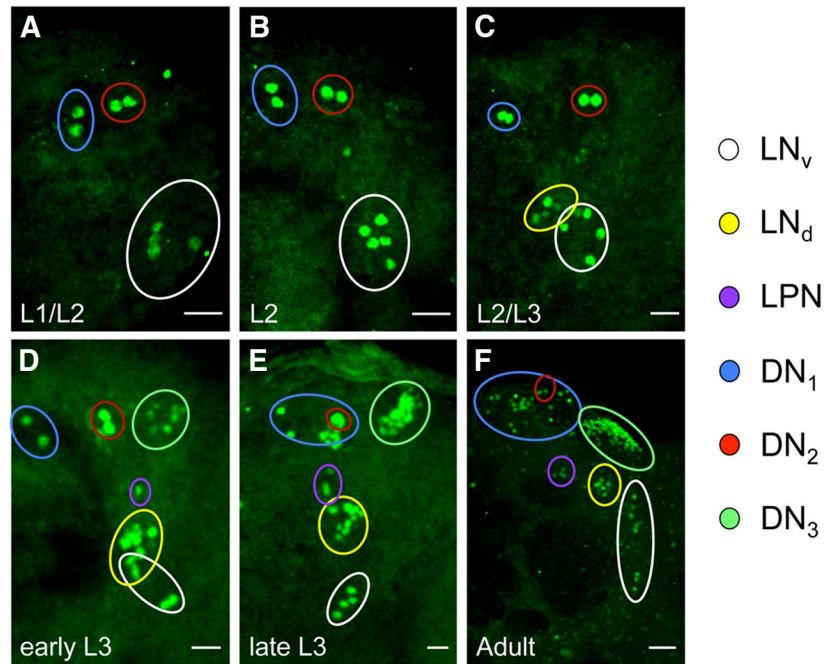 A
B
C
L1/L2
L2
L2/L3
D
E
F
early L3
late L3
Adult
LNv
LNd
LPN
DN1
DN2
DN3